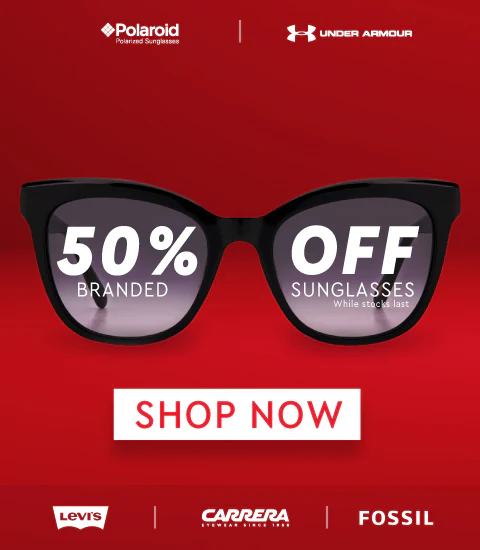 Polaroid
Polarized Sunglasses
UNDER ARMOUR
50% OFF
BRANDED SUNGLASSES
While stocks last
SHOP NOW
LEVI'S
CARRERA
EYEWEAR SINCE 1956
FOSSIL